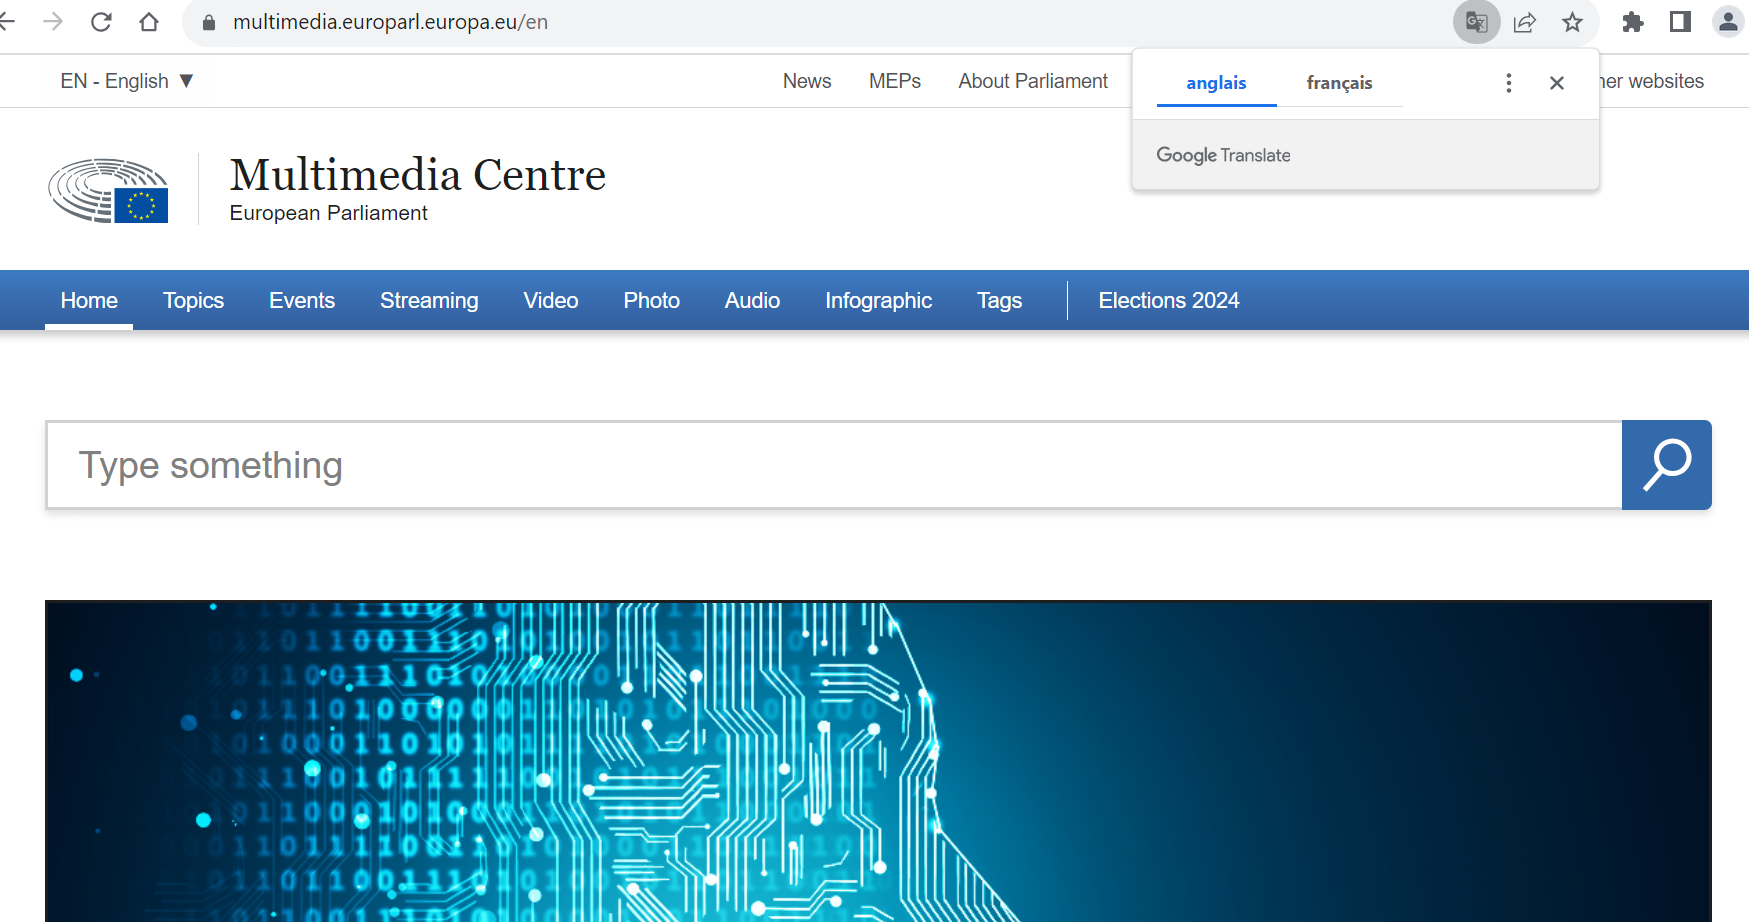 multimedia.europarl.europa.eu/en
EN - English ▼
News MEPs About Parliament
her websites
anglais français
Google Translate
Multimedia Centre
European Parliament
Home Topics Events Streaming Video Photo Audio Infographic Tags Elections 2024
Type something